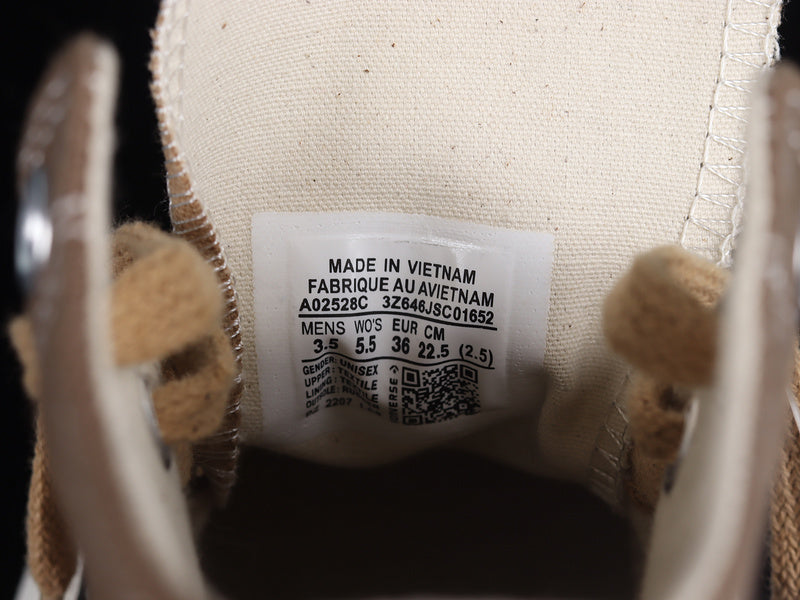 MADE IN VIETNAM
FABRIQUE AU AVIETNAM
A02528C 3Z646JSC01652
MENS WO'S EUR CM
3.5 5.5 36 22.5 (2.5)
GENDER: UNISEX
UPPER: TEXTILE
2207